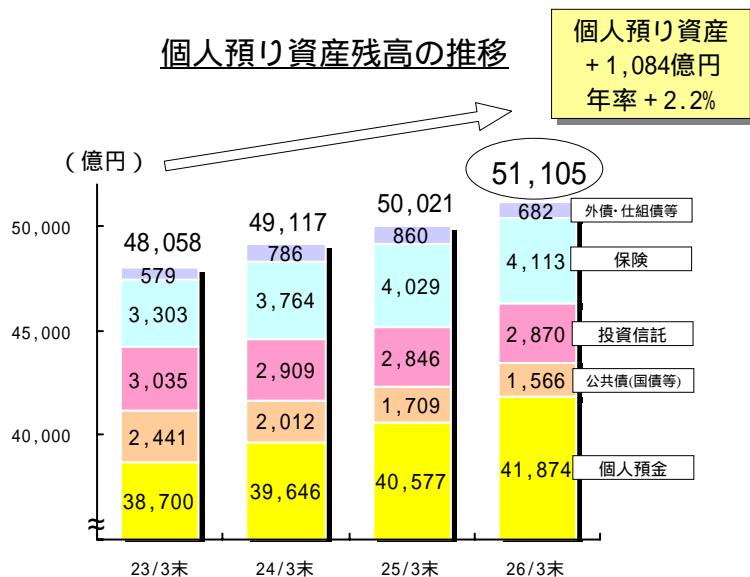 個人預り資産残高の推移
個人預り資産
+1,084億円
年率+2.2%
(億円)
50,000
45,000
40,000
≈
48,058
579
3,303
3,035
2,441
38,700
49,117
786
3,764
2,909
2,012
39,646
50,021
860
4,029
2,846
1,709
40,577
51,105
682
4,113
2,870
1,566
41,874
外債・仕組債等
保険
投資信託
公共債(国債等)
個人預金
23/3末
24/3末
25/3末
26/3末